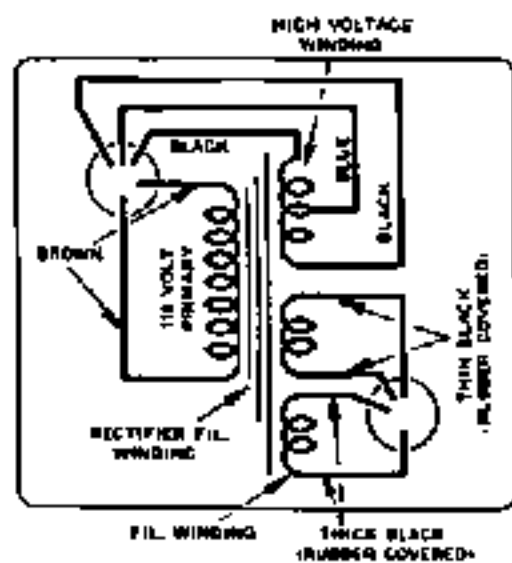 HIGH VOLTAGE
WINDING
BLACK
BLUE
BLACK
BROWN
110 VOLT
PRIMARY
THIN BLACK
(RUBBER COVERED)
RECTIFIER FIL.
WINDING
FIL. WINDING
THICK BLACK
(RUBBER COVERED)